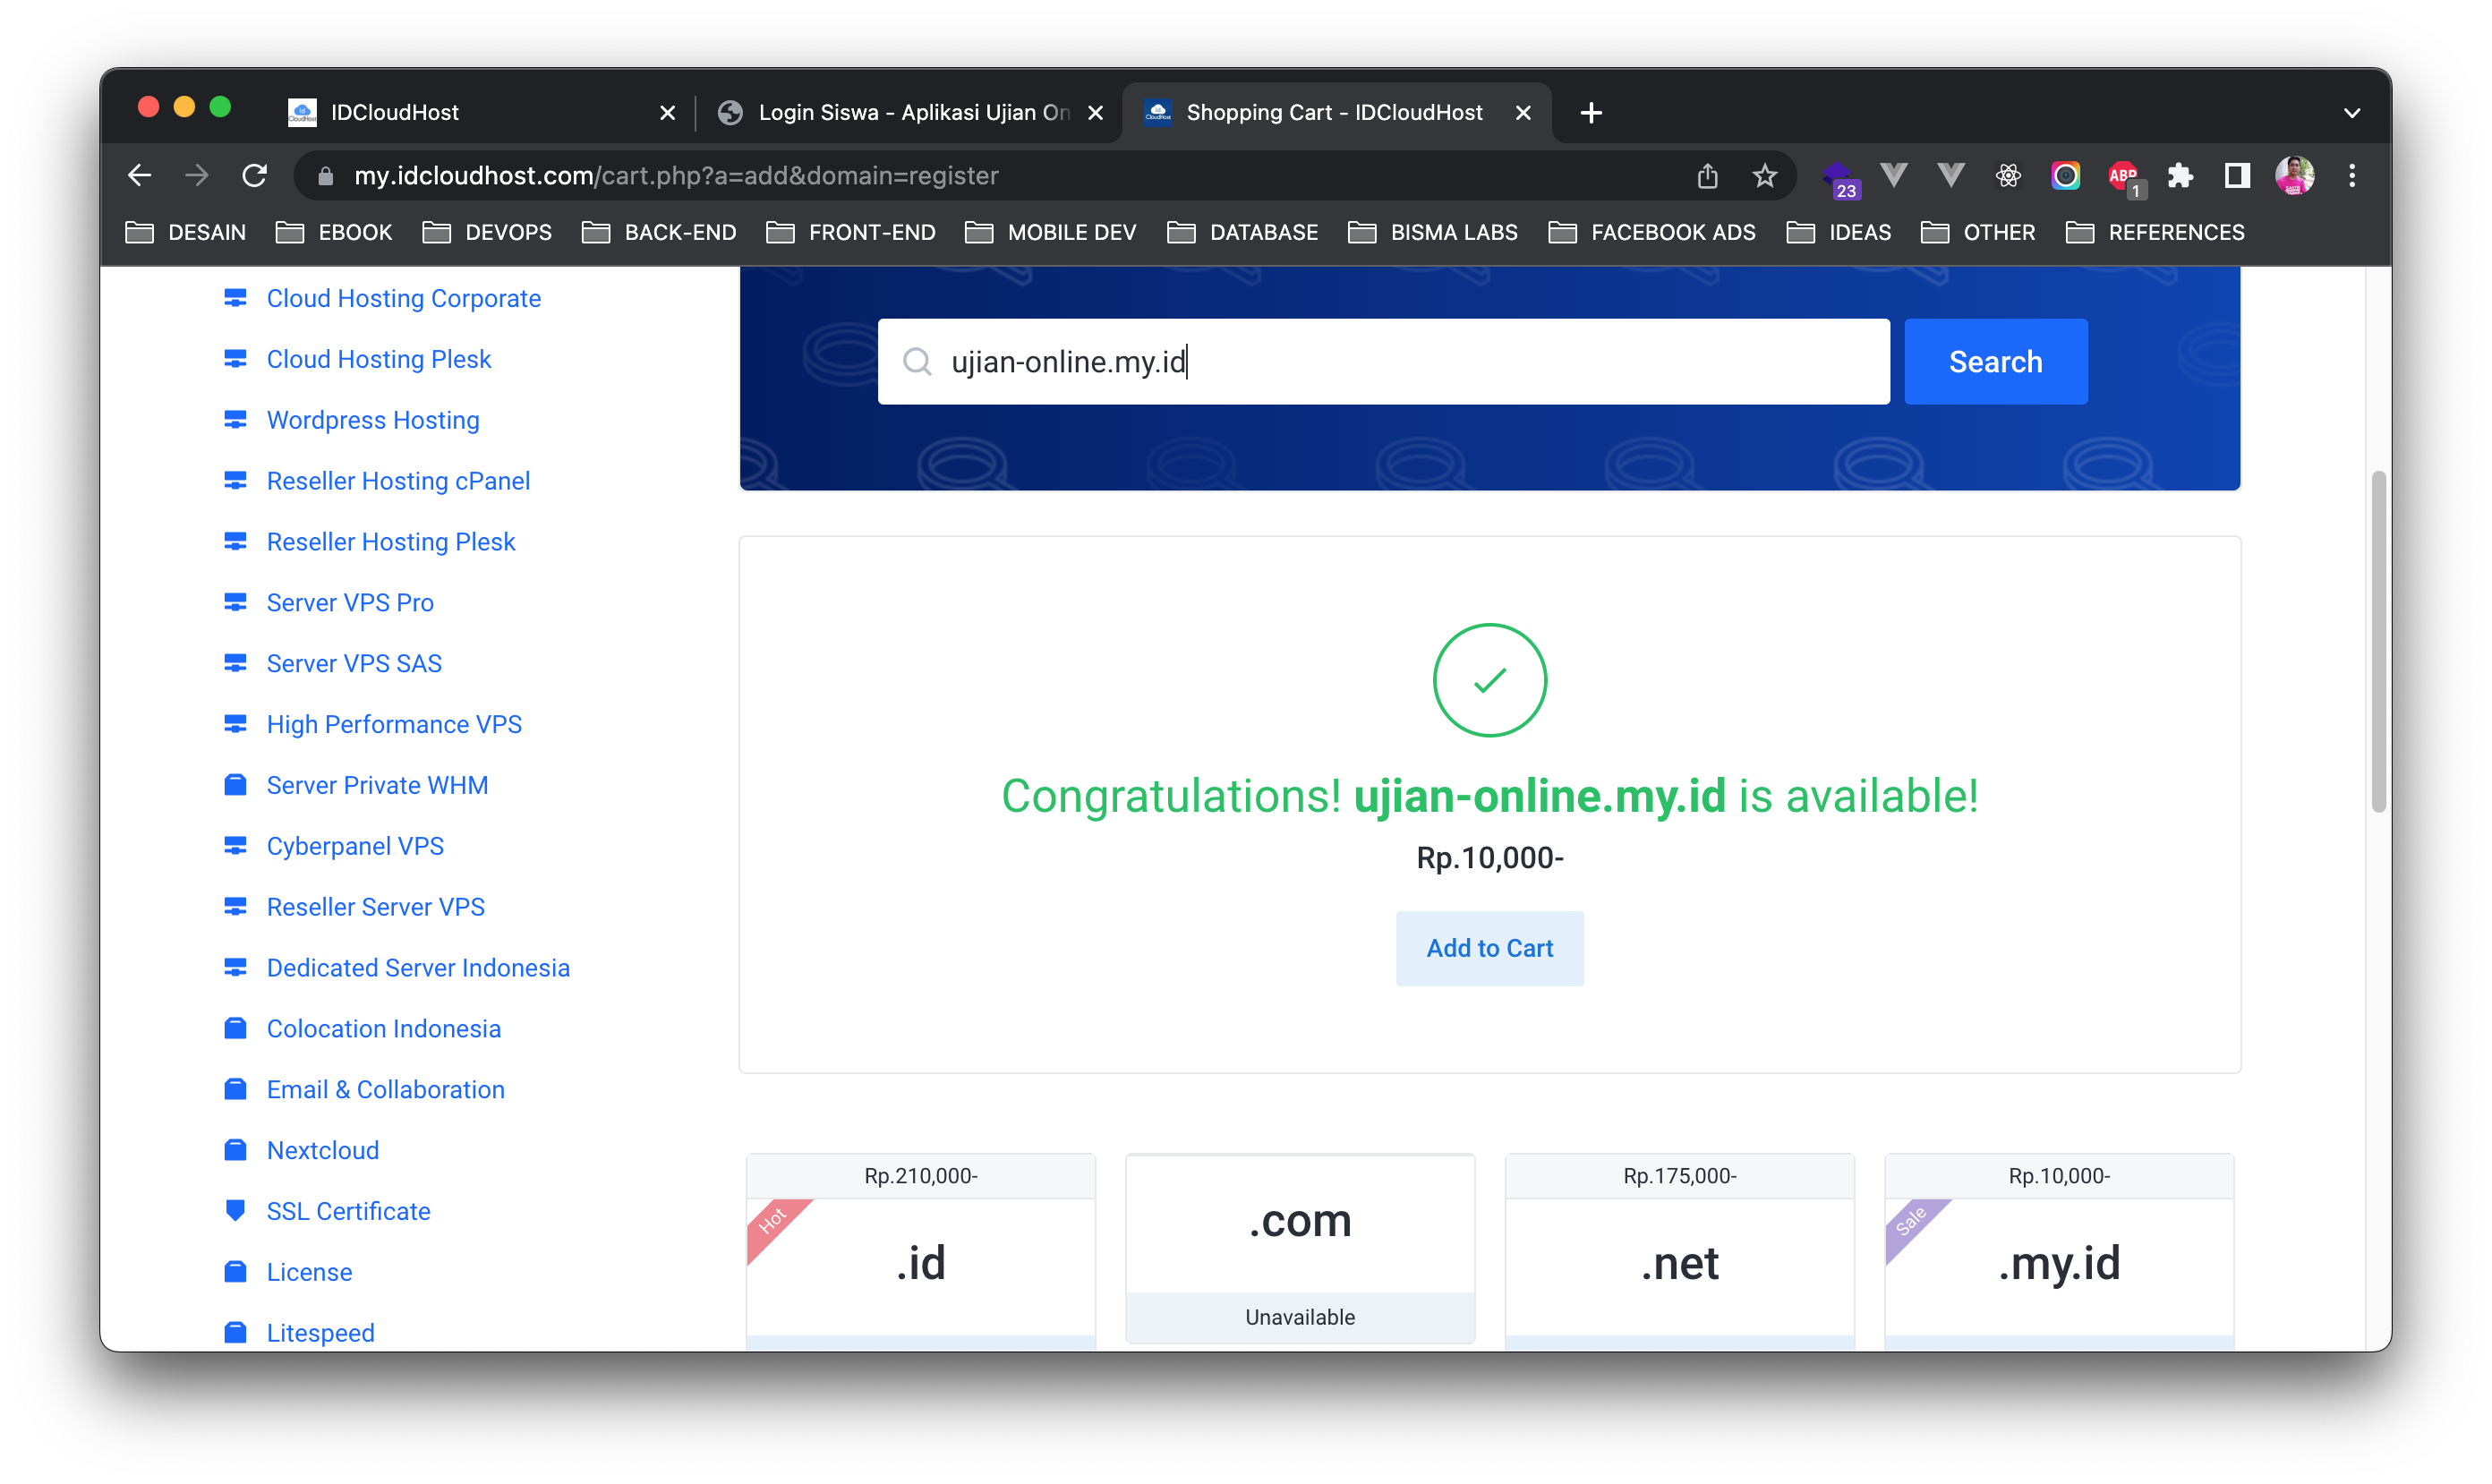 IDCloudHost
Login Siswa - Aplikasi Ujian On
Shopping Cart - IDCloudHost
my.idcloudhost.com/cart.php?a=add&domain=register
23
ABP
1
DESAIN
EBOOK
DEVOPS
BACK-END
FRONT-END
MOBILE DEV
DATABASE
BISMA LABS
FACEBOOK ADS
IDEAS
OTHER
REFERENCES
Cloud Hosting Corporate
Cloud Hosting Plesk
Wordpress Hosting
Reseller Hosting cPanel
Reseller Hosting Plesk
Server VPS Pro
Server VPS SAS
High Performance VPS
Server Private WHM
Cyberpanel VPS
Reseller Server VPS
Dedicated Server Indonesia
Colocation Indonesia
Email & Collaboration
Nextcloud
SSL Certificate
License
Litespeed
ujian-online.my.id
Search
Congratulations! ujian-online.my.id is available!
Rp.10,000-
Add to Cart
Rp.210,000-
Hot
.id
.com
Unavailable
Rp.175,000-
.net
Rp.10,000-
Sale
.my.id